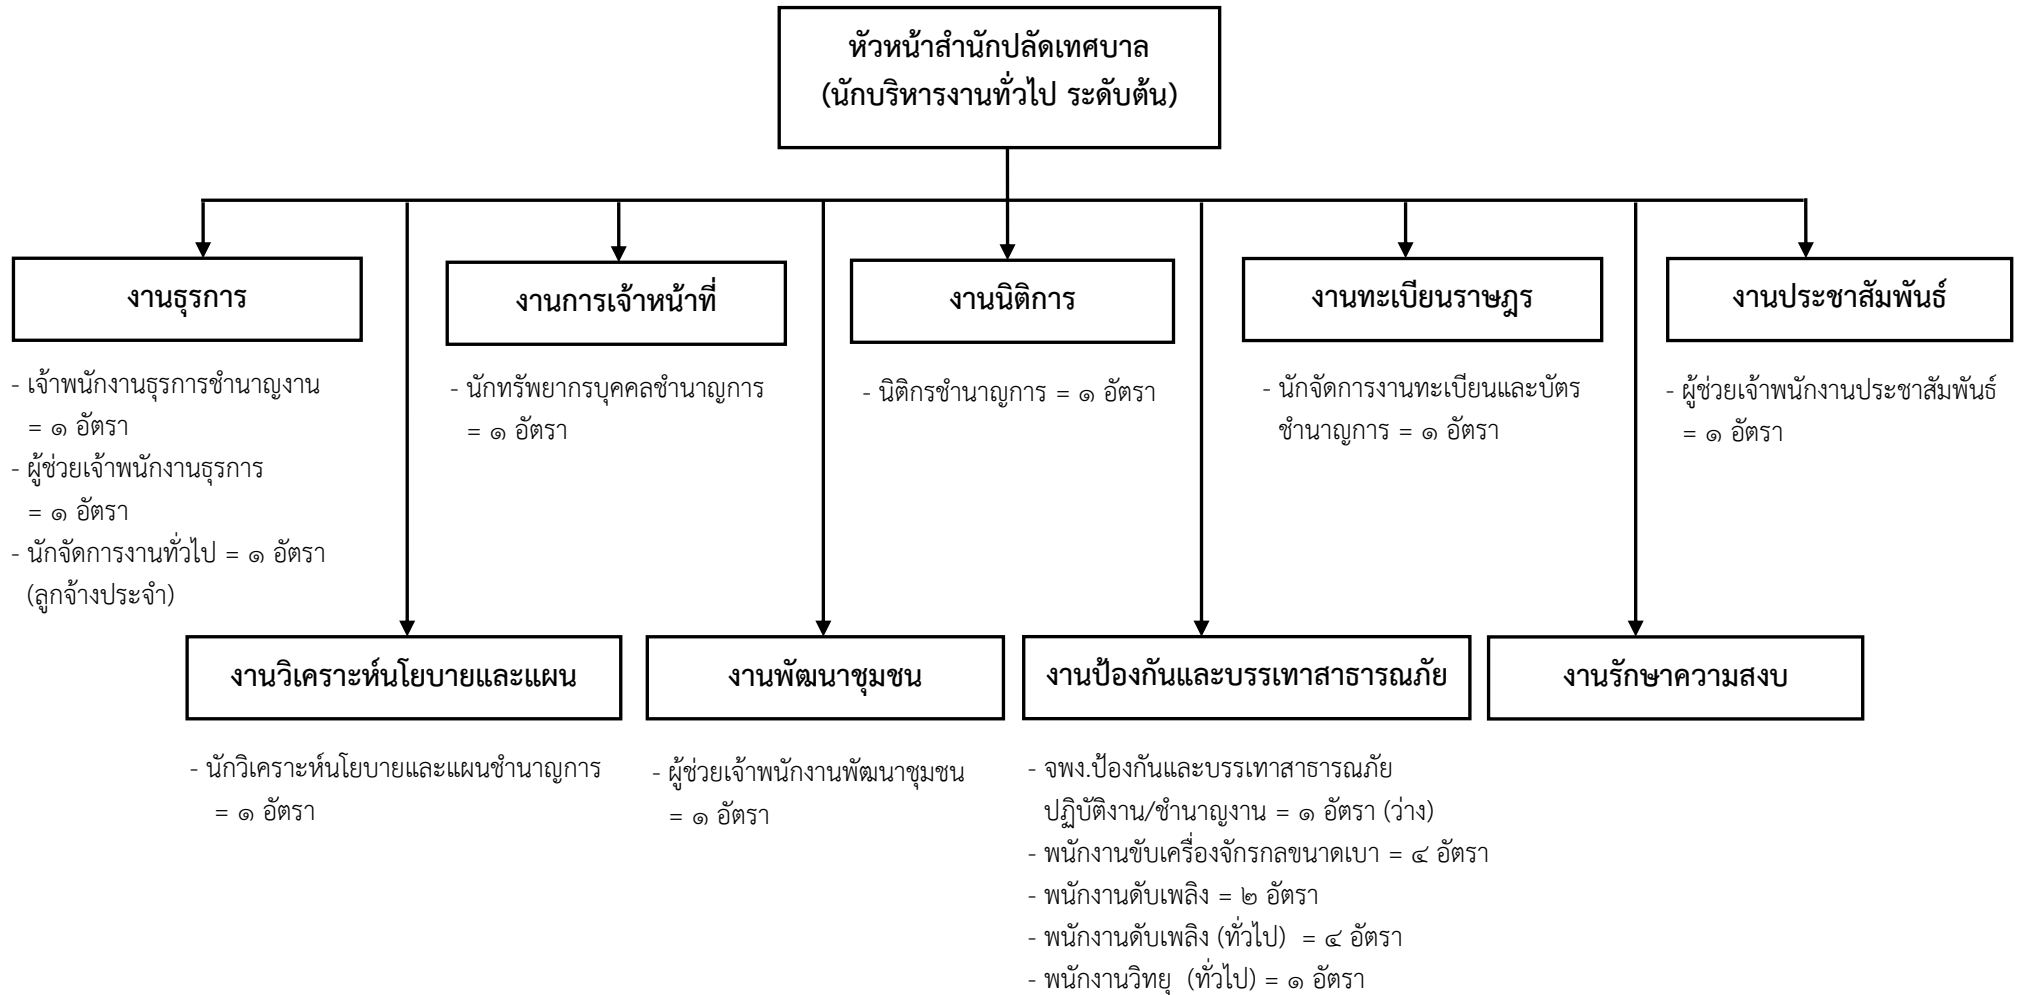 หัวหน้าสำนักปลัดเทศบาล
(นักบริหารงานทั่วไป ระดับต้น)
งานธุรการ
- เจ้าพนักงานธุรการชำนาญงาน
= ๑ อัตรา
- ผู้ช่วยเจ้าพนักงานธุรการ
= ๑ อัตรา
- นักจัดการงานทั่วไป = ๑ อัตรา
(ลูกจ้างประจำ)
งานการเจ้าหน้าที่
- นักทรัพยากรบุคคลชำนาญการ
= ๑ อัตรา
งานนิติการ
- นิติกรชำนาญการ = ๑ อัตรา
งานทะเบียนราษฎร
- นักจัดการงานทะเบียนและบัตร
ชำนาญการ = ๑ อัตรา
งานประชาสัมพันธ์
- ผู้ช่วยเจ้าพนักงานประชาสัมพันธ์
= ๑ อัตรา
งานวิเคราะห์นโยบายและแผน
- นักวิเคราะห์นโยบายและแผนชำนาญการ
= ๑ อัตรา
งานพัฒนาชุมชน
- ผู้ช่วยเจ้าพนักงานพัฒนาชุมชน
= ๑ อัตรา
งานป้องกันและบรรเทาสาธารณภัย
- จพง.ป้องกันและบรรเทาสาธารณภัย
ปฏิบัติงาน/ชำนาญงาน = ๑ อัตรา (ว่าง)
- พนักงานขับเครื่องจักรกลขนาดเบา = ๔ อัตรา
- พนักงานดับเพลิง = ๒ อัตรา
- พนักงานดับเพลิง (ทั่วไป) = ๔ อัตรา
- พนักงานวิทยุ (ทั่วไป) = ๑ อัตรา
งานรักษาความสงบ